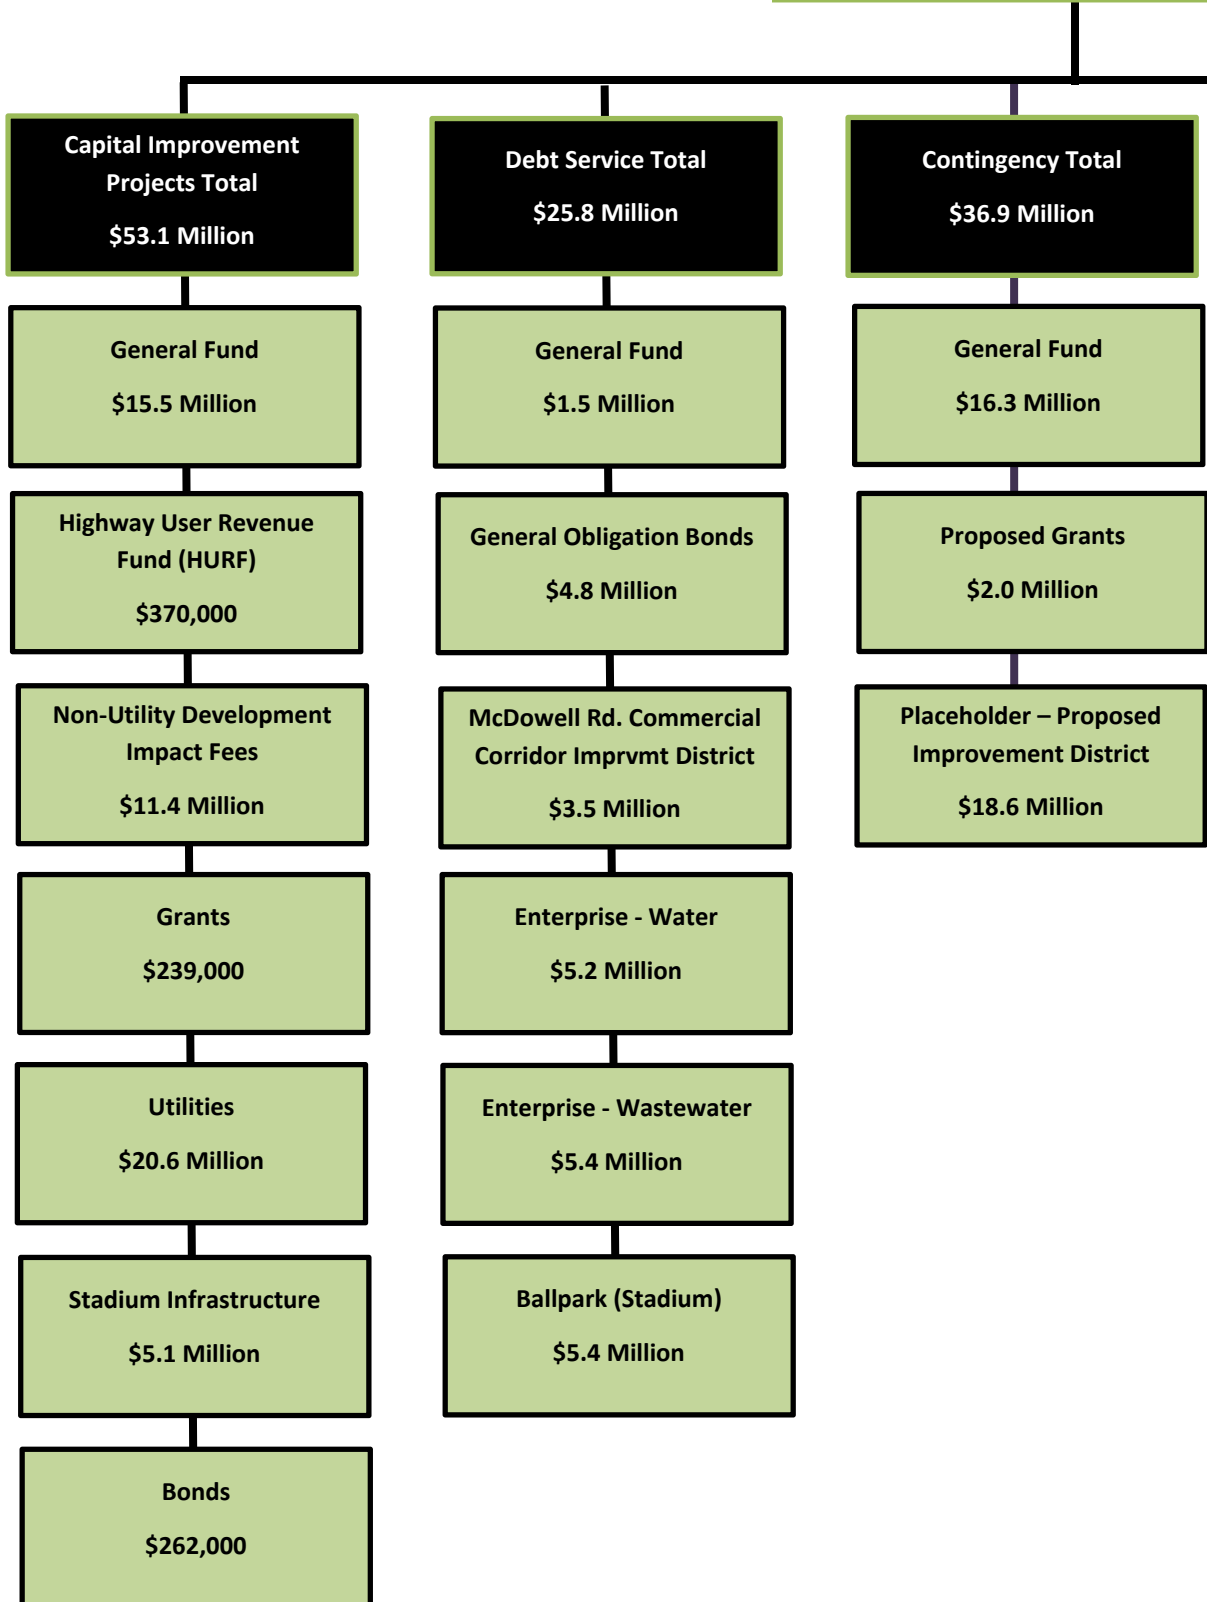 Capital Improvement
Projects Total
$53.1 Million
General Fund
$15.5 Million
Highway User Revenue
Fund (HURF)
$370,000
Non-Utility Development
Impact Fees
$11.4 Million
Grants
$239,000
Utilities
$20.6 Million
Stadium Infrastructure
$5.1 Million
Bonds
$262,000
Debt Service Total
$25.8 Million
General Fund
$1.5 Million
General Obligation Bonds
$4.8 Million
McDowell Rd. Commercial
Corridor Imprvmt District
$3.5 Million
Enterprise - Water
$5.2 Million
Enterprise - Wastewater
$5.4 Million
Ballpark (Stadium)
$5.4 Million
Contingency Total
$36.9 Million
General Fund
$16.3 Million
Proposed Grants
$2.0 Million
Placeholder – Proposed
Improvement District
$18.6 Million